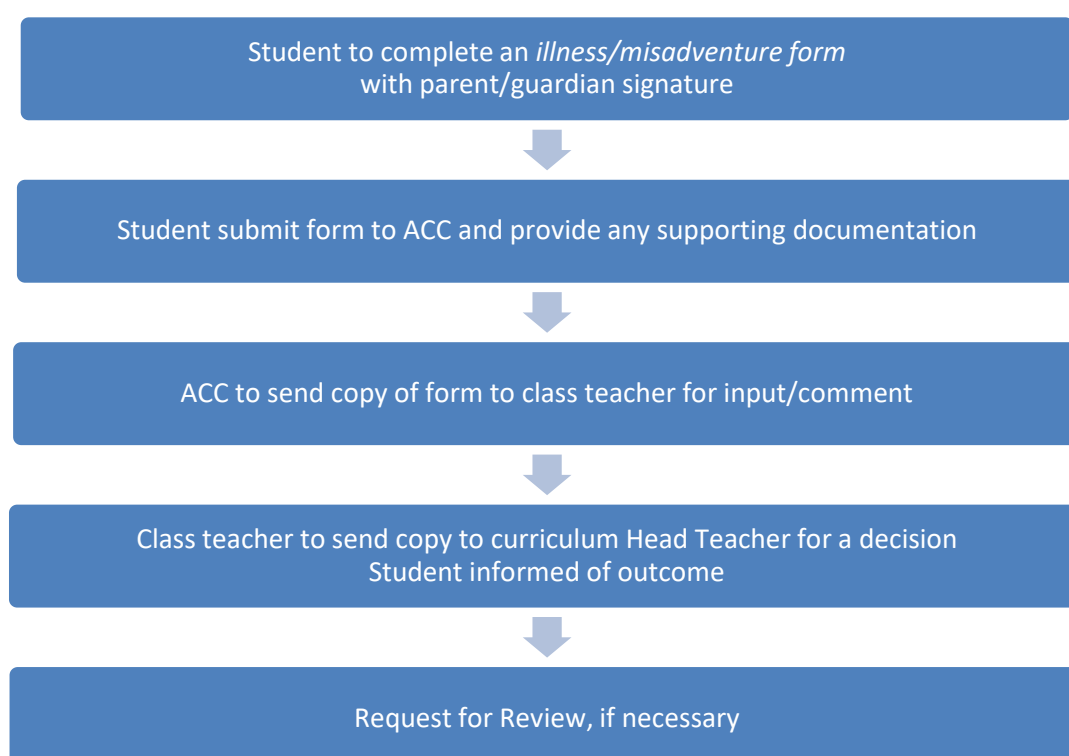 Student to complete an illness/misadventure form
with parent/guardian signature
Student submit form to ACC and provide any supporting documentation
ACC to send copy of form to class teacher for input/comment
Class teacher to send copy to curriculum Head Teacher for a decision
Student informed of outcome
Request for Review, if necessary